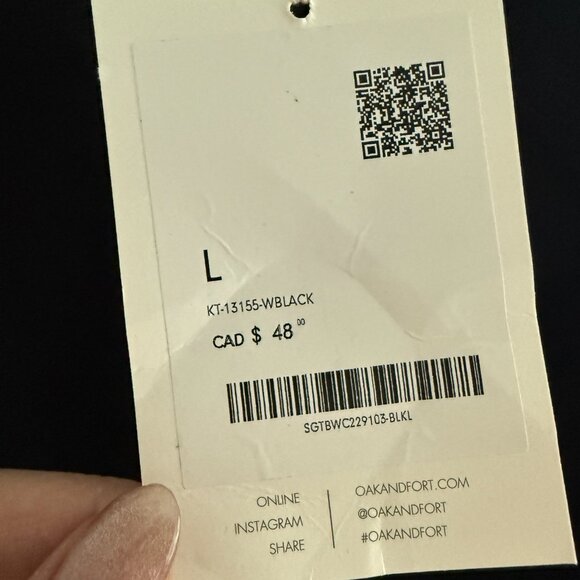 L
KT-13155-WBLACK
CAD $ 48 00
SGTBWC229103-BLKL
ONLINE OAKANDFORT.COM
INSTAGRAM @OAKANDFORT
SHARE #OAKANDFORT